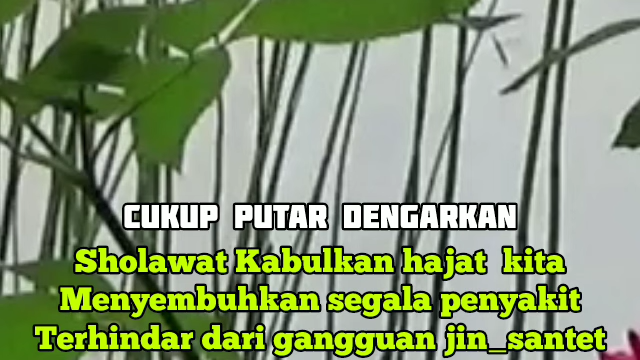 CUKUP PUTAR DENGARKAN
Sholawat Kabulkan hajat kita
Menyembuhkan segala penyakit
Terhindar dari gangguan jin_santet